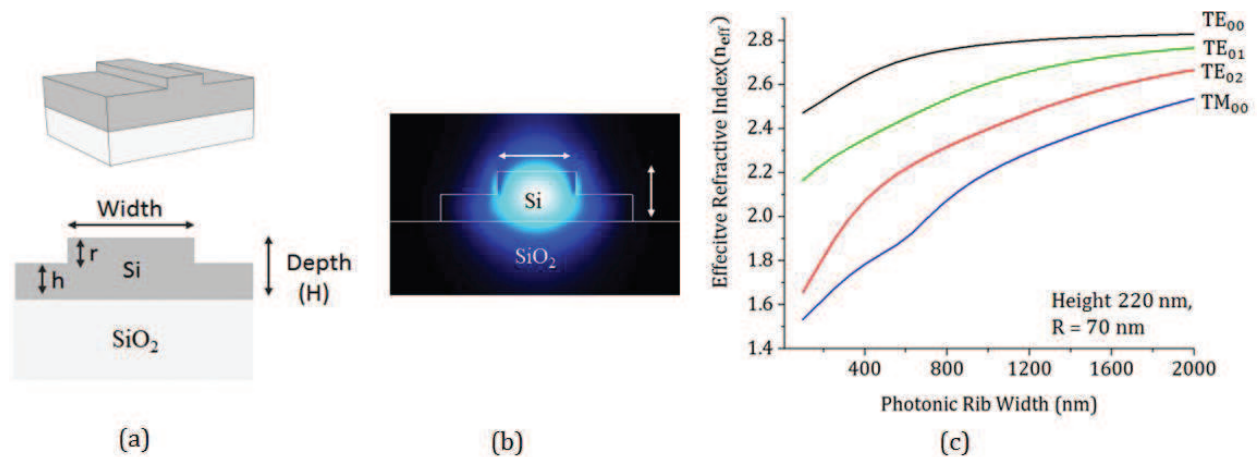 Width
r
h
Si
Depth
(H)
SiO2
(a)
Si
SiO2
(b)
Effecitve Refractive Index(neff)
2.8
2.6
2.4
2.2
2.0
1.8
1.6
1.4
TE00
TE01
TE02
TM00
Height 220 nm,
R = 70 nm
400
800
1200
1600
2000
Photonic Rib Width (nm)
(c)